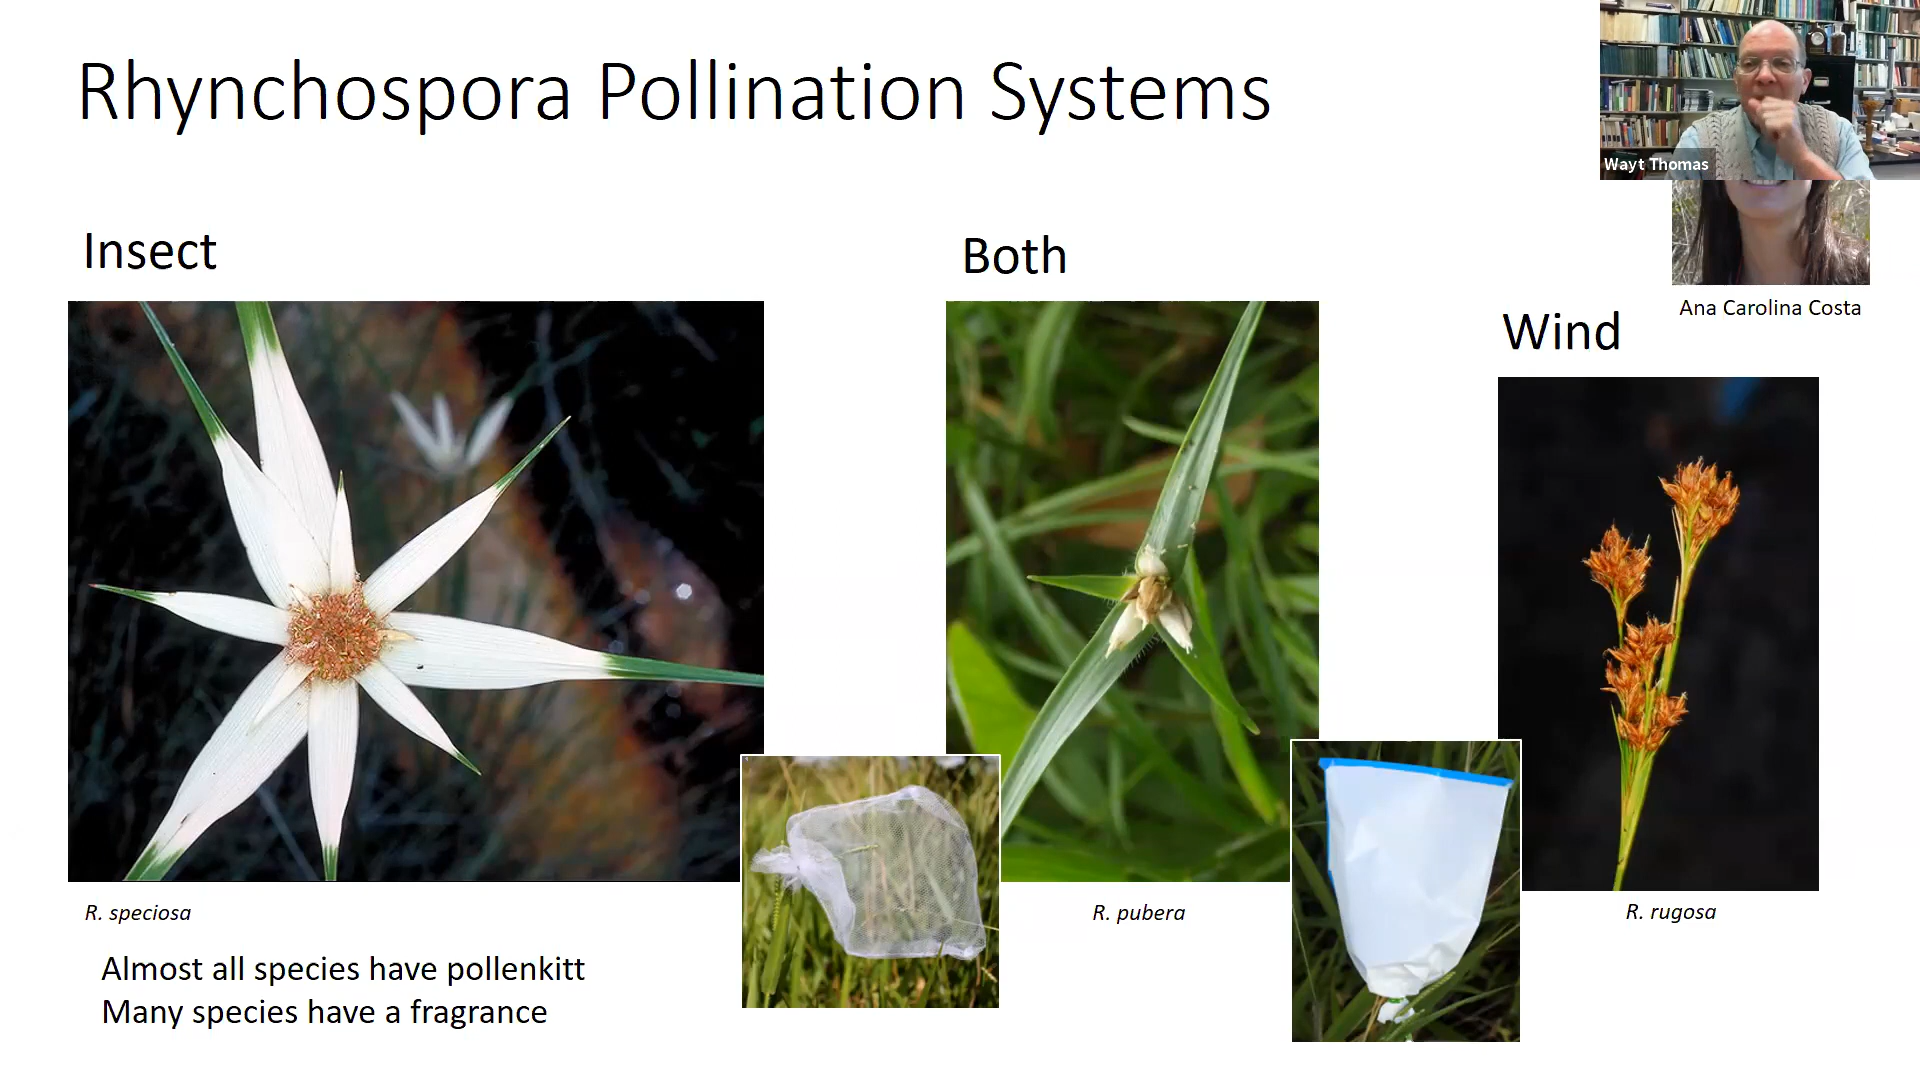 Rhynchospora Pollination Systems
Wayt Thomas
Insect
Both
Wind
Ana Carolina Costa
R. speciosa
R. pubera
R. rugosa
Almost all species have pollenkitt
Many species have a fragrance